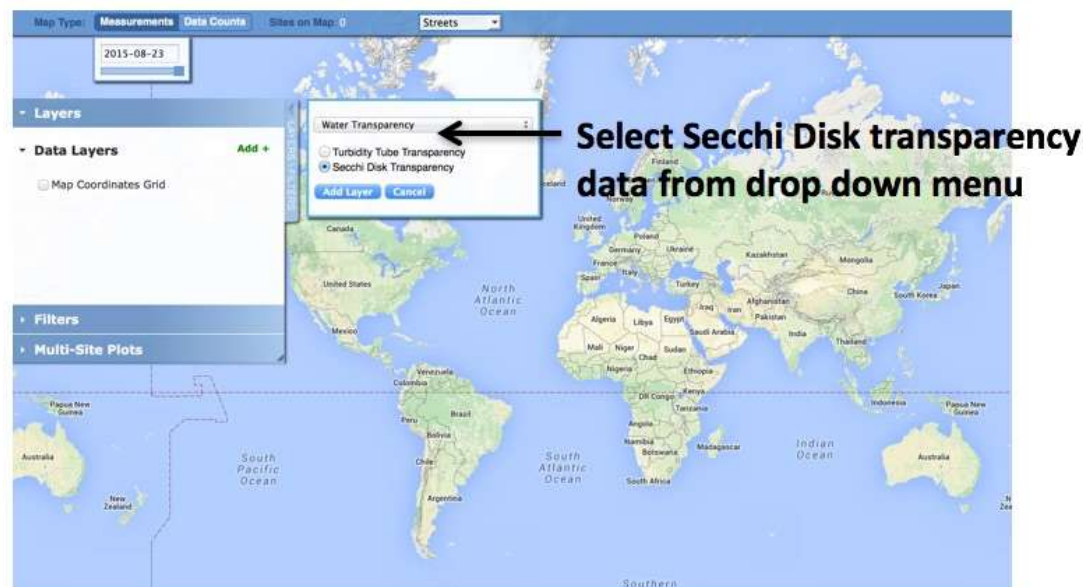 Map Type: Measurements Data Counts Sites on Map: 0 Streets
2015-08-23
Layers
Data Layers Add +
Map Coordinates Grid
Filters
Multi-Site Plots
LAYERS/FILTERS
Water Transparency
Turbidity Tube Transparency
Secchi Disk Transparency
Add Layer Cancel
Select Secchi Disk transparency
data from drop down menu
Finland
Norway
United
Kingdom
Poland
Germany
Ukraine
France
Spain
Italy
Turkey
Kazakhstan
Mongolia
China
South Korea
Japan
Afghanistan
Pakistan
Iraq
Iran
India
Thailand
Canada
United States
North
Atlantic
Ocean
Mexico
Algeria
Libya
Egypt
Saudi Arabia
Mali
Niger
Chad
Sudan
Nigeria
Ethiopia
Venezuela
Colombia
DR Congo
Kenya
Tanzania
Indonesia
Papua New
Guinea
Papua New
Guinea
Peru
Brazil
Bolivia
Angola
Namibia
Botswana
Madagascar
Indian
Ocean
Australia
Australia
South
Pacific
Ocean
Chile
South
Atlantic
Ocean
South Africa
Argentina
New
Zealand
Southern